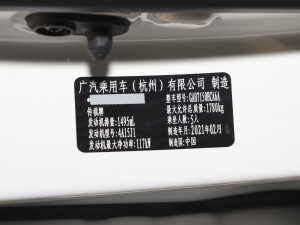 广汽乘用车（杭州）有限公司 制造
整车型号:GAH7150H2A6A
传祺牌 最大允许总质量:1780kg
发动机排量:1495mL 乘坐人数:5人
发动机型号:4A15J1 制造年月:2021年02月
发动机最大净功率:117kW 制造国:中国